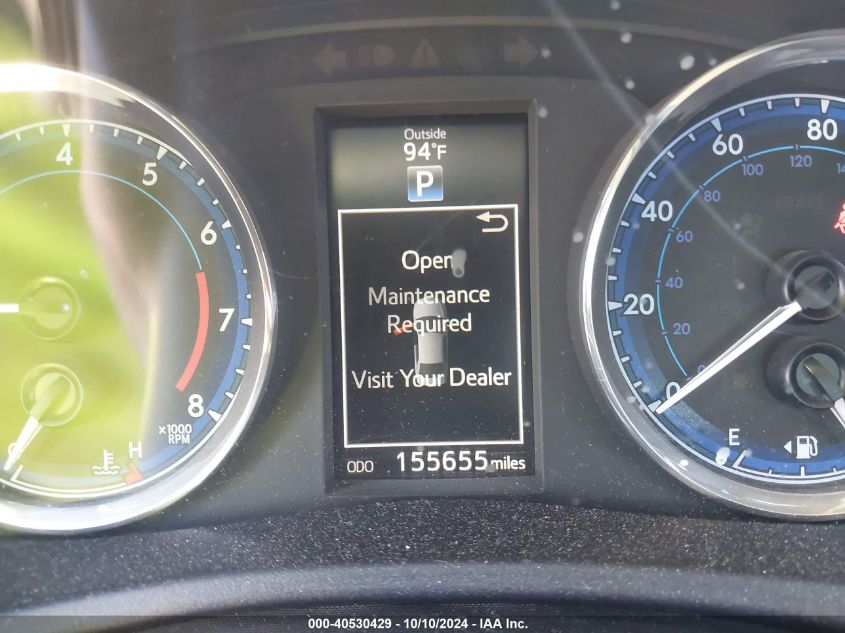 Outside
94°F
P
Open
Maintenance
Required
Visit Your Dealer
ODO 155655 miles
4
5
6
7
8
x1000
RPM
H
0
20
40
60
80
20
40
60
80
100
120
BRAKE
E
000-40530429 - 10/10/2024 - IAA Inc.